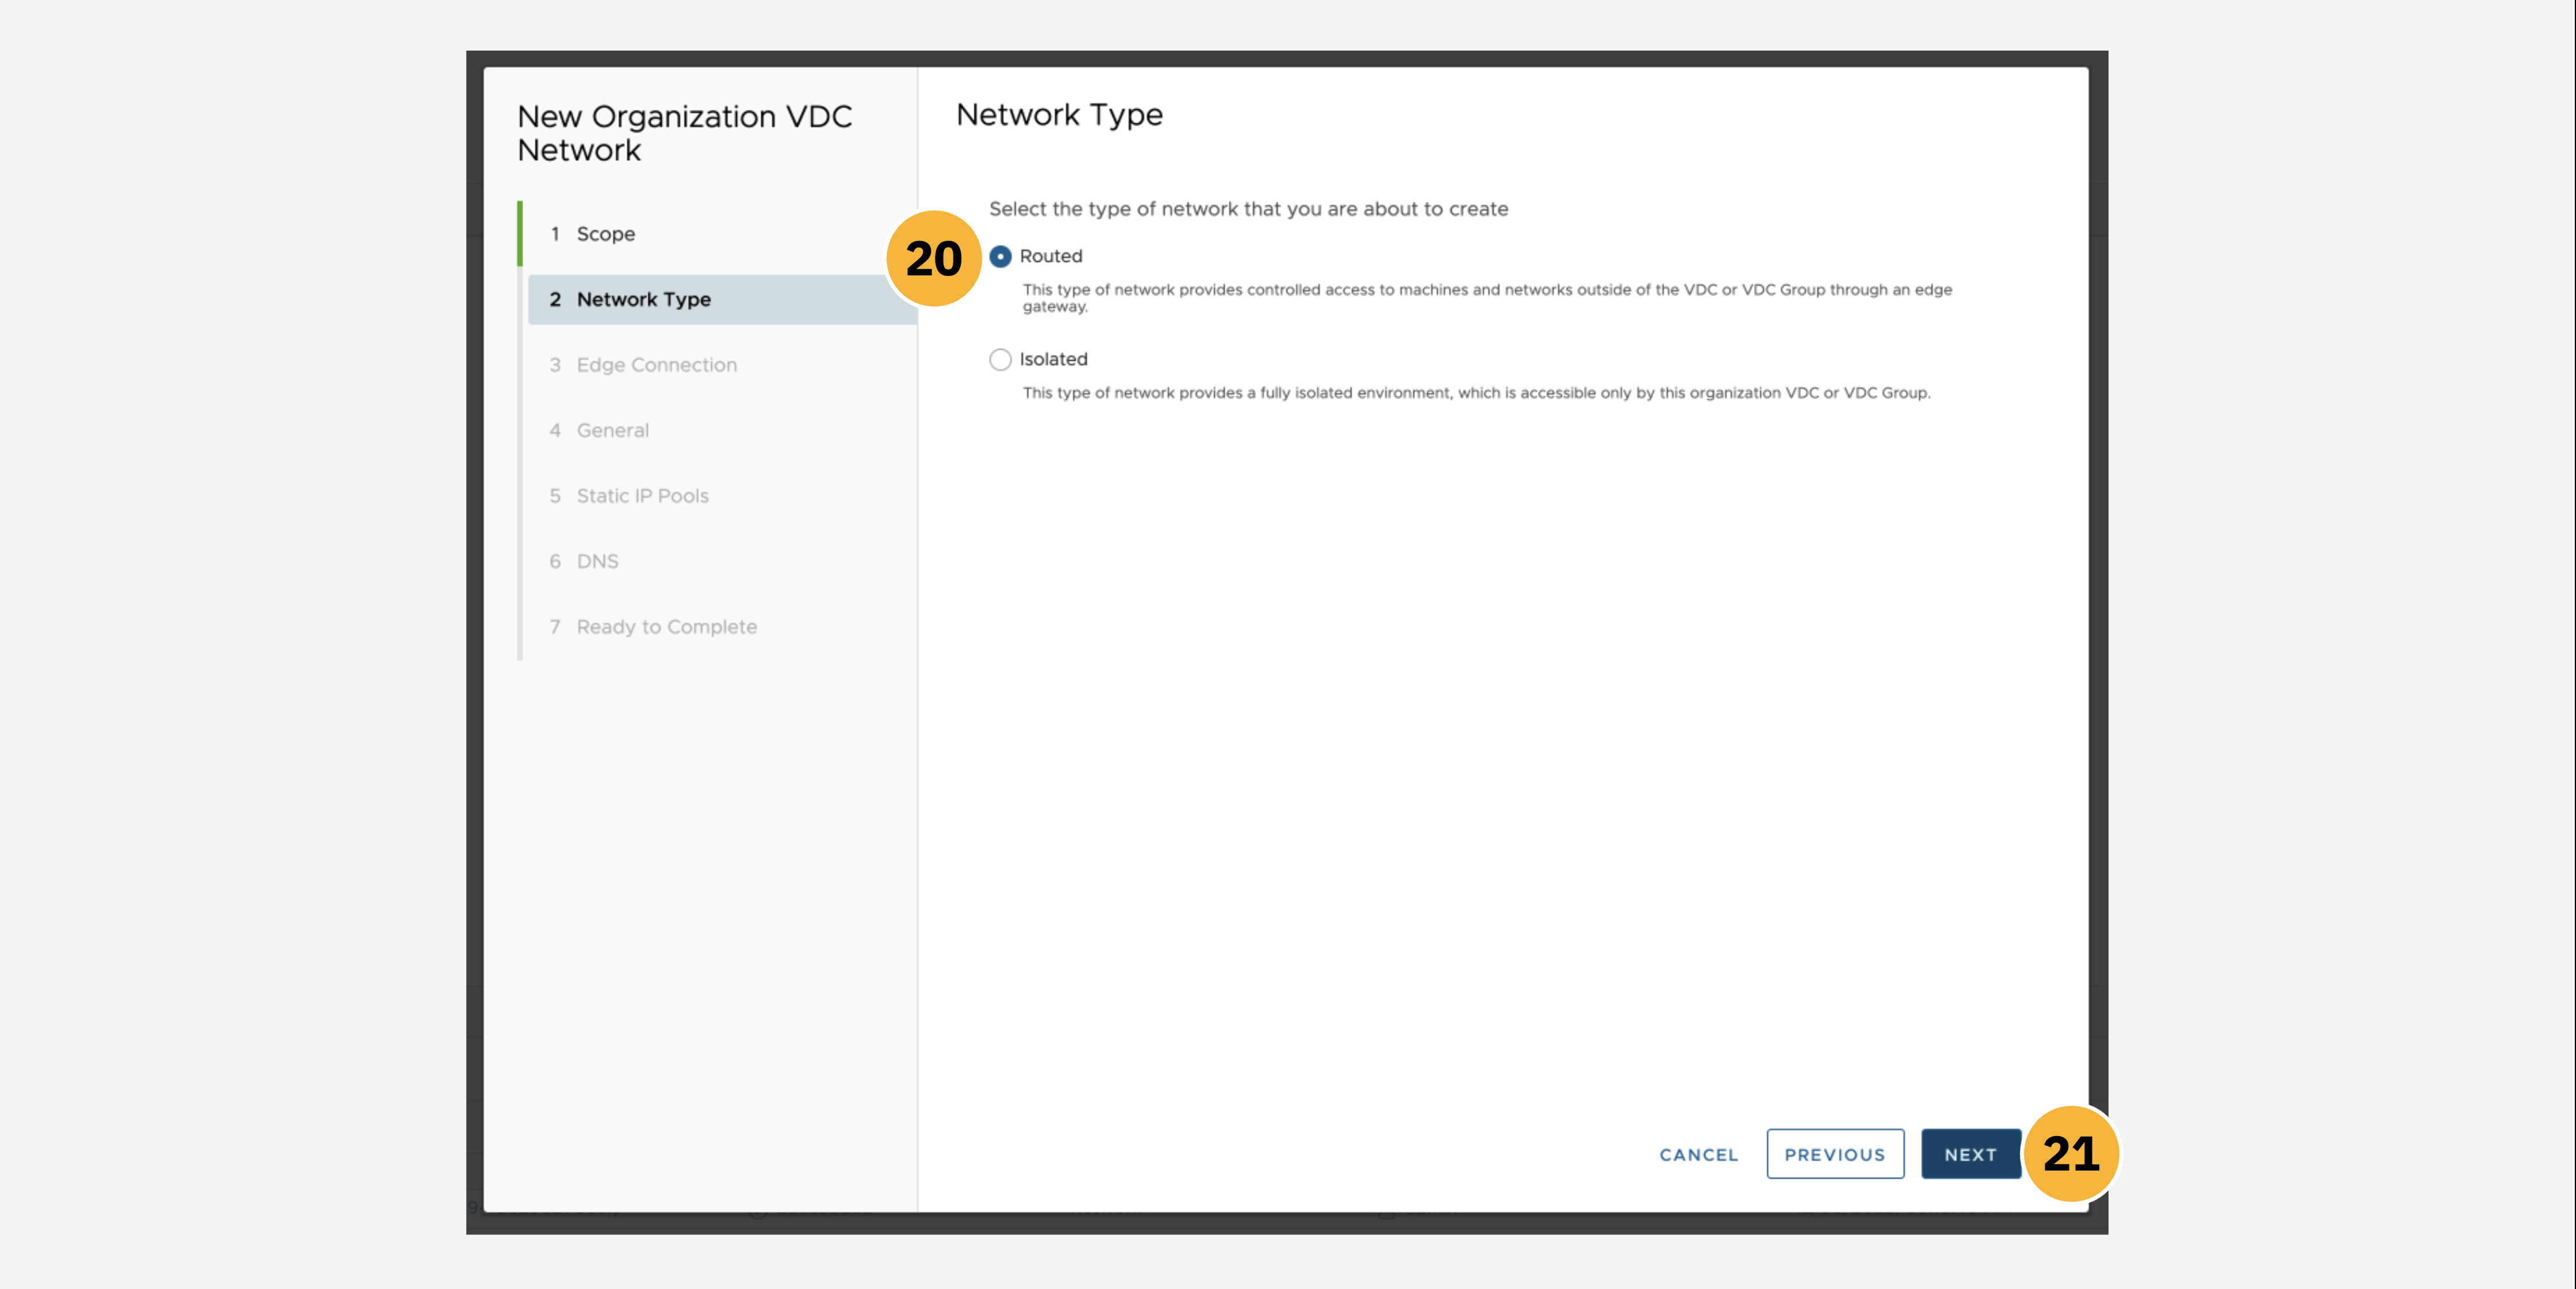 New Organization VDC
Network
1 Scope
2 Network Type
3 Edge Connection
4 General
5 Static IP Pools
6 DNS
7 Ready to Complete
Network Type
Select the type of network that you are about to create
20
Routed
This type of network provides controlled access to machines and networks outside of the VDC or VDC Group through an edge
gateway.
Isolated
This type of network provides a fully isolated environment, which is accessible only by this organization VDC or VDC Group.
CANCEL PREVIOUS NEXT 21